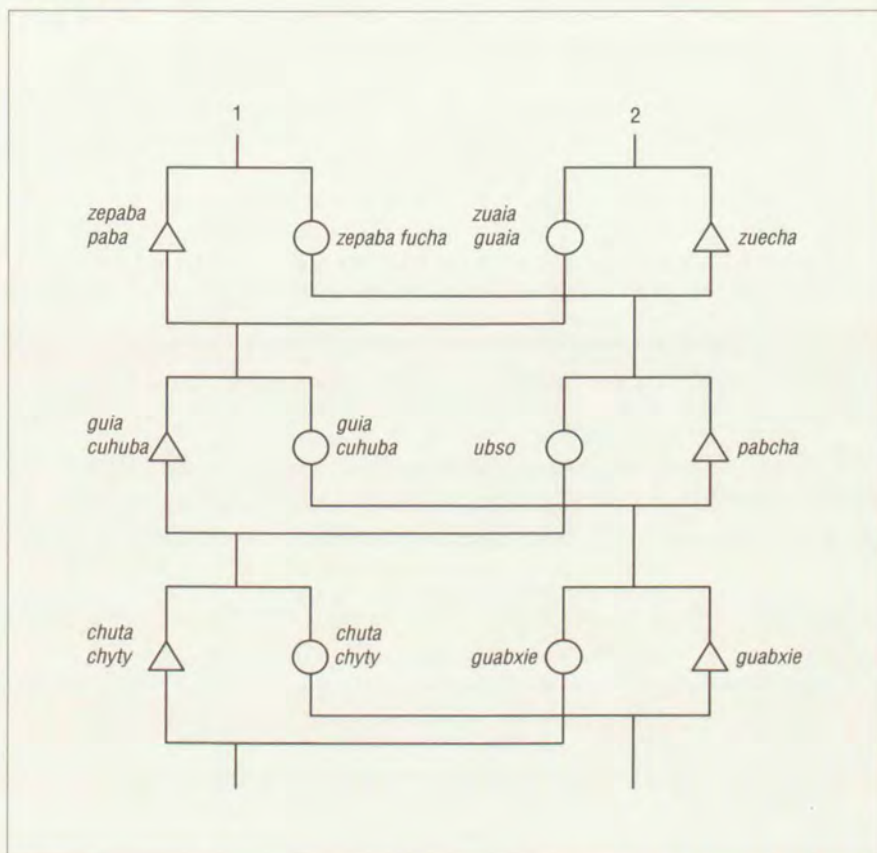 1
2
zepaba
paba
zepaba fucha
zuaia
guaia
zuecha
guia
cuhuba
guia
cuhuba
ubso
pabcha
chuta
chyty
chuta
chyty
guabxie
guabxie